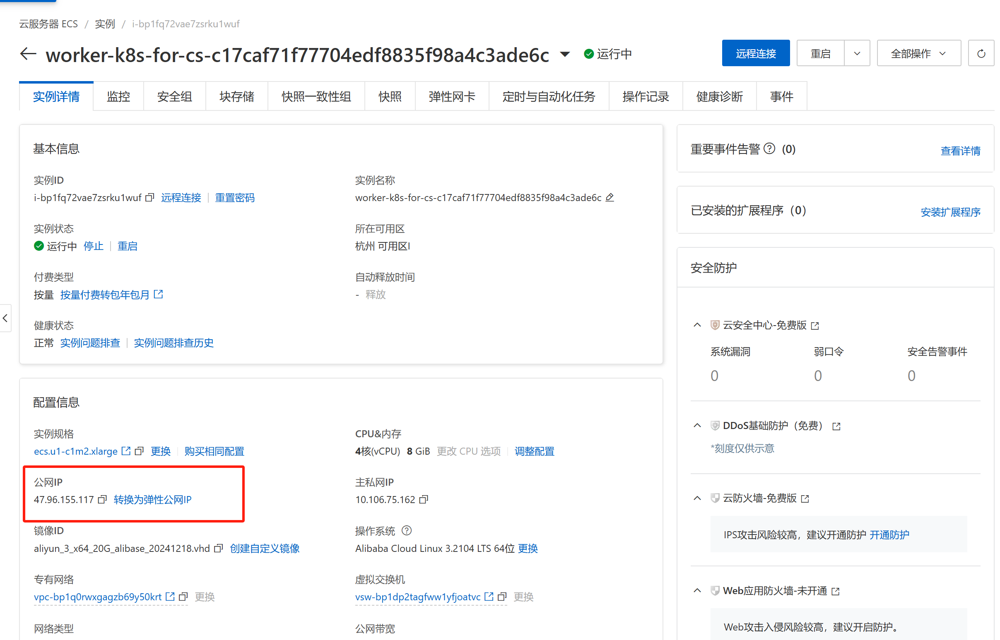 云服务器 ECS / 实例 / i-bp1fq72vae7zsrku1wuf
worker-k8s-for-cs-c17caf71f77704edf8835f98a4c3ade6c 运行中
远程连接 重启 全部操作
实例详情 监控 安全组 块存储 快照一致性组 快照 弹性网卡 定时与自动化任务 操作记录 健康诊断 事件
基本信息
实例ID
i-bp1fq72vae7zsrku1wuf 远程连接 | 重置密码
实例名称
worker-k8s-for-cs-c17caf71f77704edf8835f98a4c3ade6c
实例状态
运行中 停止 | 重启
所在可用区
杭州 可用区I
付费类型
按量 按量付费转包年包月
自动释放时间
- 释放
健康状态
正常 实例问题排查 | 实例问题排查历史
配置信息
实例规格
ecs.u1-c1m2.xlarge 更换 | 购买相同配置
CPU&内存
4核(vCPU) 8 GiB 更改 CPU 选项 | 调整配置
公网IP
47.96.155.117 转换为弹性公网IP
主私网IP
10.106.75.162
镜像ID
aliyun_3_x64_20G_alibase_20241218.vhd 创建自定义镜像
操作系统
Alibaba Cloud Linux 3.2104 LTS 64位 更换
专有网络
vpc-bp1q0rwxgagzb69y50krt 更换
虚拟交换机
vsw-bp1dp2tagfww1yfjoatvc 更换
网络类型
公网带宽
重要事件告警 (0) 查看详情
已安装的扩展程序（0） 安装扩展程序
安全防护
云安全中心-免费版
系统漏洞 弱口令 安全告警事件
0 0 0
DDoS基础防护（免费）
*刻度仅供示意
云防火墙-免费版
IPS攻击风险较高，建议开通防护 开通防护
Web应用防火墙-未开通
Web攻击入侵风险较高，建议开启防护。